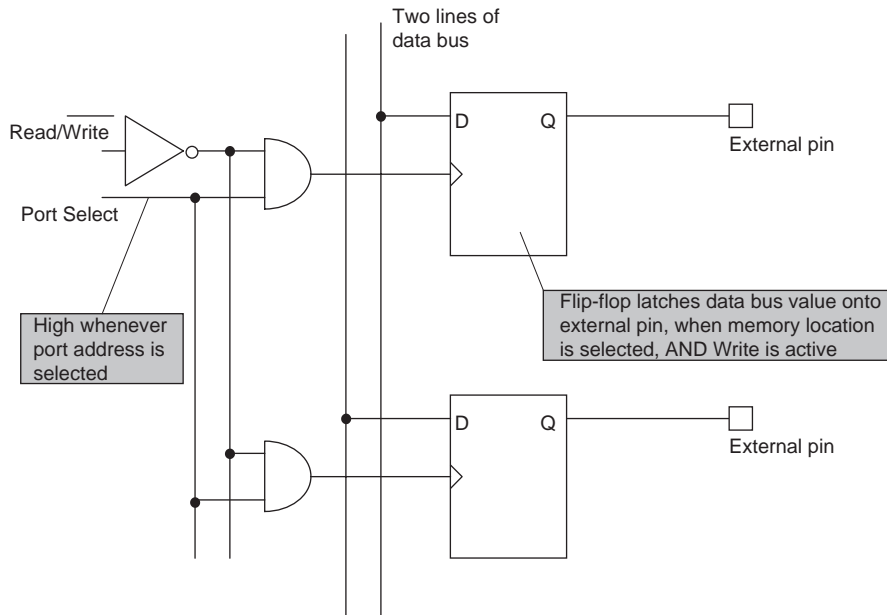 Two lines of
data bus
Read/Write
D
Q
External pin
Port Select
High whenever
port address is
selected
Flip-flop latches data bus value onto
external pin, when memory location
is selected, AND Write is active
D
Q
External pin